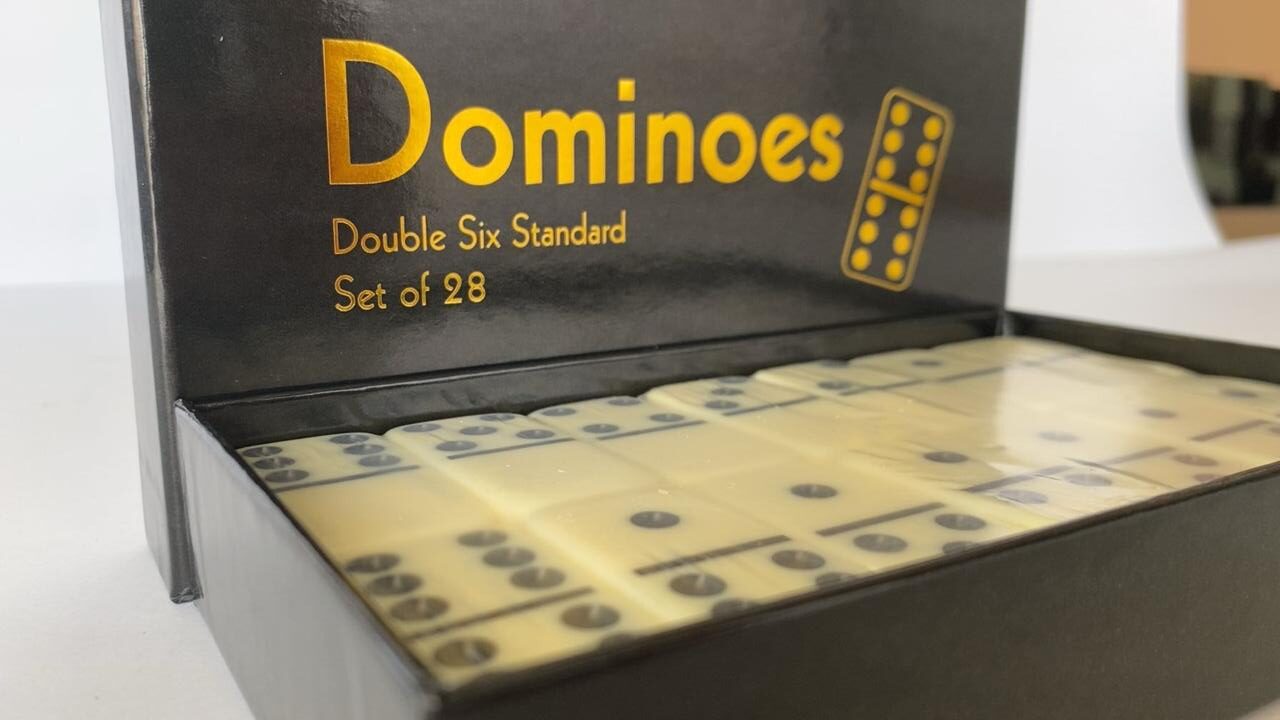 Dominoes
Double Six Standard
Set of 28